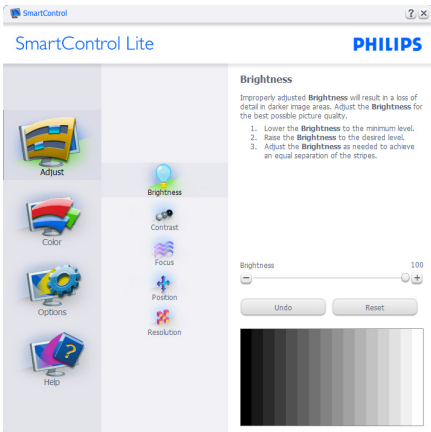 SmartControl
SmartControl Lite
PHILIPS
Adjust
Color
Options
Help
Brightness
Contrast
Focus
Position
Resolution
Brightness
Improperly adjusted Brightness will result in a loss of
detail in darker image areas. Adjust the Brightness for
the best possible picture quality.
1. Lower the Brightness to the minimum level.
2. Raise the Brightness to the desired level.
3. Adjust the Brightness as needed to achieve
an equal separation of the stripes.
Brightness 100
Undo Reset